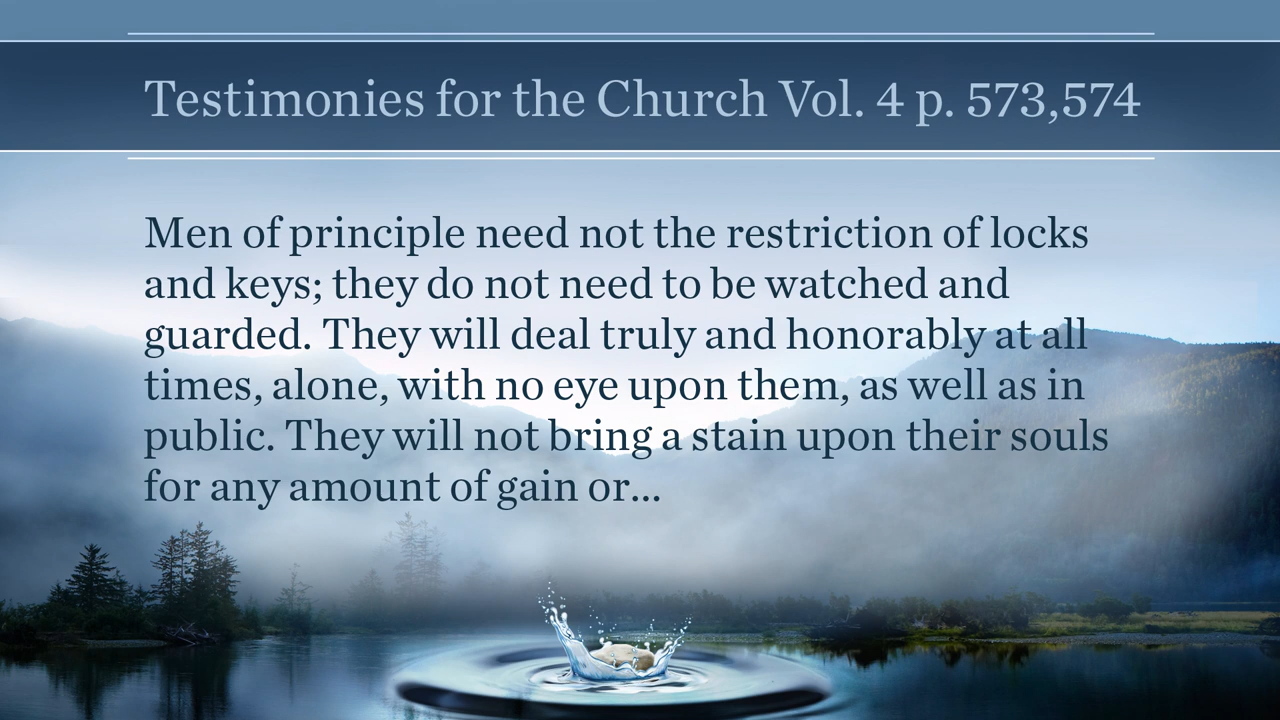 Testimonies for the Church Vol. 4 p. 573,574
Men of principle need not the restriction of locks
and keys; they do not need to be watched and
guarded. They will deal truly and honorably at all
times, alone, with no eye upon them, as well as in
public. They will not bring a stain upon their souls
for any amount of gain or...